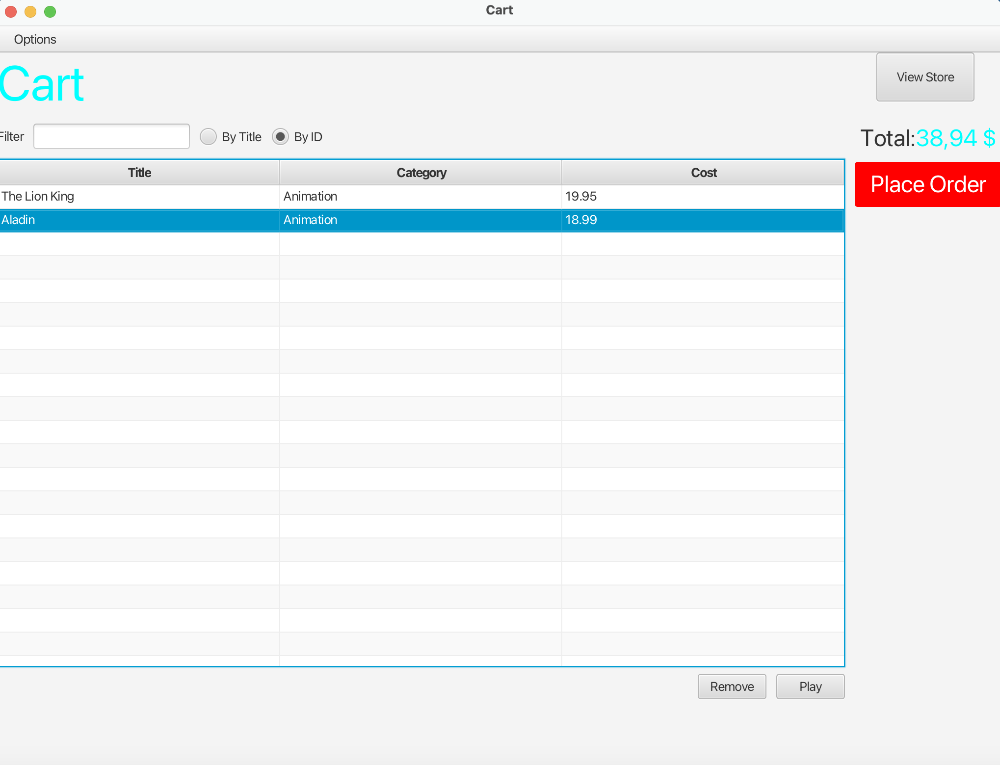 Cart
Options
Cart
View Store
Filter By Title By ID
Total:38,94 $
Title Category Cost
Place Order
The Lion King Animation 19.95
Aladin Animation 18.99
Remove Play